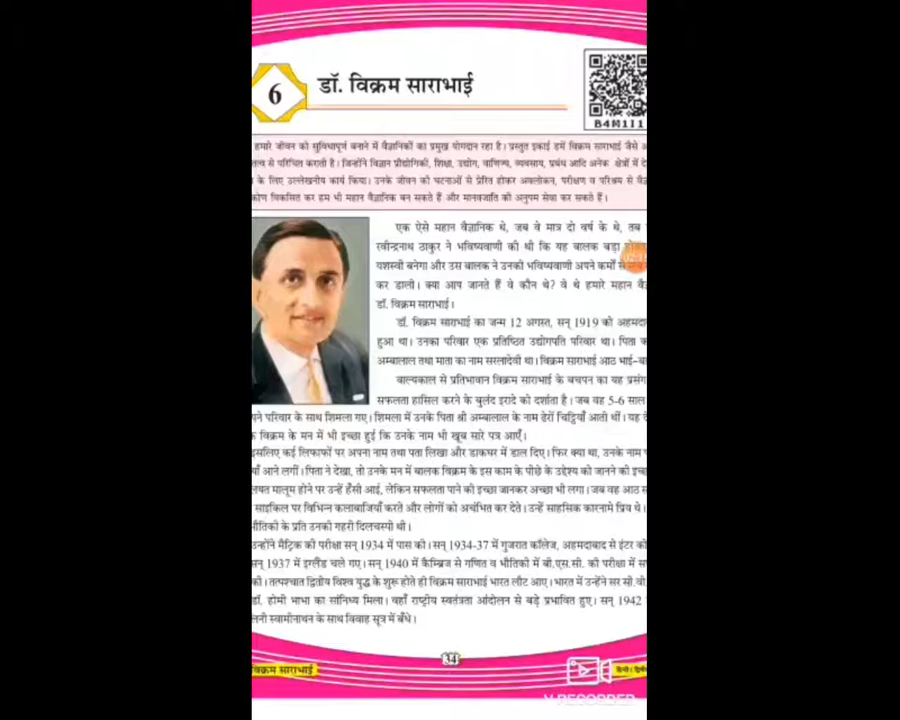 6
डॉ. विक्रम साराभाई
B4M1I1
हमारे जीवन को सुविधापूर्ण बनाने में वैज्ञानिकों का प्रमुख योगदान रहा है। प्रस्तुत इकाई हमें विक्रम साराभाई जैसे
तत्व से परिचित कराती है। जिन्होंने विज्ञान प्रौद्योगिकी, शिक्षा, उद्योग, वाणिज्य, व्यवसाय, प्रबंध आदि अनेक क्षेत्रों में
के लिए उल्लेखनीय कार्य किया। उनके जीवन की घटनाओं से प्रेरित होकर अवलोकन, परीक्षण व परिश्रम से
कोण विकसित कर हम भी महान वैज्ञानिक बन सकते हैं और मानवजाति की अनुपम सेवा कर सकते हैं।
एक ऐसे महान वैज्ञानिक थे, जब वे मात्र दो वर्ष के थे, तब
रवीन्द्रनाथ ठाकुर ने भविष्यवाणी की थी कि यह बालक बड़ा
यशस्वी बनेगा और उस बालक ने उनकी भविष्यवाणी अपने कर्मों से
कर डाली। क्या आप जानते हैं वे कौन थे? वे थे हमारे महान
डॉ. विक्रम साराभाई।
डॉ. विक्रम साराभाई का जन्म 12 अगस्त, सन् 1919 को
हुआ था। उनका परिवार एक प्रतिष्ठित उद्योगपति परिवार था। पिता
अम्बालाल तथा माता का नाम सरलादेवी था। विक्रम साराभाई आठ
बाल्यकाल से प्रतिभावान विक्रम साराभाई के बचपन का यह प्रसंग
सफलता हासिल करने के बुलंद इरादे को दर्शाता है। जब वह 5-6 साल
पने परिवार के साथ शिमला गए। शिमला में उनके पिता श्री अम्बालाल के नाम ढेरों चिट्ठियाँ आती थीं। यह
विक्रम के मन में भी इच्छा हुई कि उनके नाम भी खूब सारे पत्र आएँ।
इसलिए कई लिफाफों पर अपना नाम तथा पता लिखा और डाकघर में डाल दिए। फिर क्या था, उनके नाम
याँ आने लगीं। पिता ने देखा, तो उनके मन में बालक विक्रम के इस काम के पीछे के उद्देश्य को जानने की
लयत मालूम होने पर उन्हें हँसी आई, लेकिन सफलता पाने की इच्छा जानकर अच्छा भी लगा। जब वह आठ
साइकिल पर विभिन्न कलाबाजियाँ करते और लोगों को अचंभित कर देते। उन्हें साहसिक कारनामे प्रिय थे।
भौतिकी के प्रति उनकी गहरी दिलचस्पी थी।
उन्होंने मैट्रिक की परीक्षा सन् 1934 में पास की। सन् 1934-37 में गुजरात कॉलेज, अहमदाबाद से इंटर
सन् 1937 में इंग्लैंड चले गए। सन् 1940 में कैम्ब्रिज से गणित व भौतिकी में बी.एस.सी. की परीक्षा में
की। तत्पश्चात द्वितीय विश्व युद्ध के शुरू होते ही विक्रम साराभाई भारत लौट आए। भारत में उन्होंने सर सी.वी.
डॉ. होमी भाभा का सांनिध्य मिला। वहाँ राष्ट्रीय स्वतंत्रता आंदोलन से बड़े प्रभावित हुए। सन् 1942
लनी स्वामीनाथन के साथ विवाह सूत्र में बँधे।
34
विक्रम साराभाई
V RECORDER